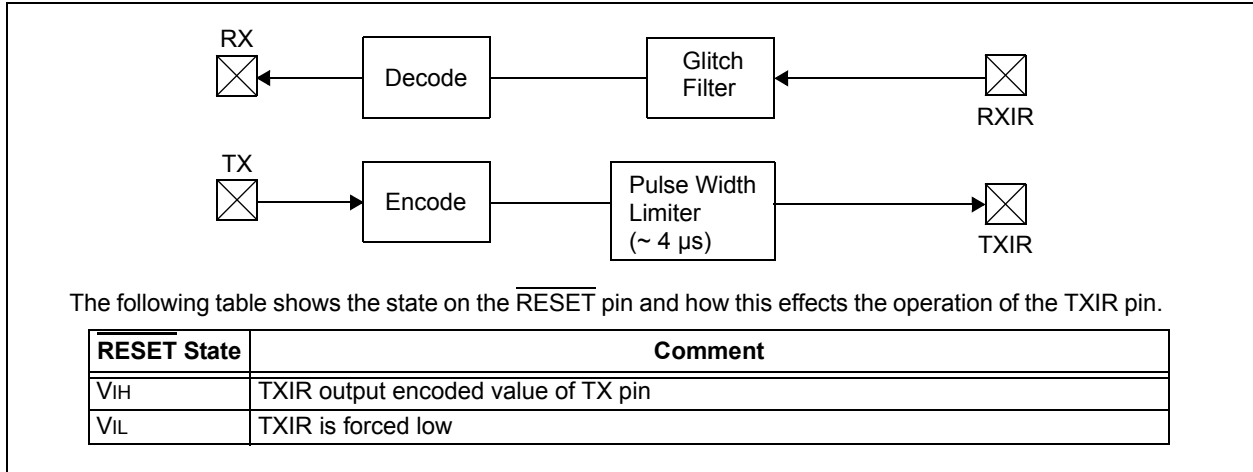 RX
Decode
Glitch
Filter
RXIR
TX
Encode
Pulse Width
Limiter
(~ 4 µs)
TXIR
The following table shows the state on the RESET pin and how this effects the operation of the TXIR pin.
RESET State Comment
VIH TXIR output encoded value of TX pin
VIL TXIR is forced low